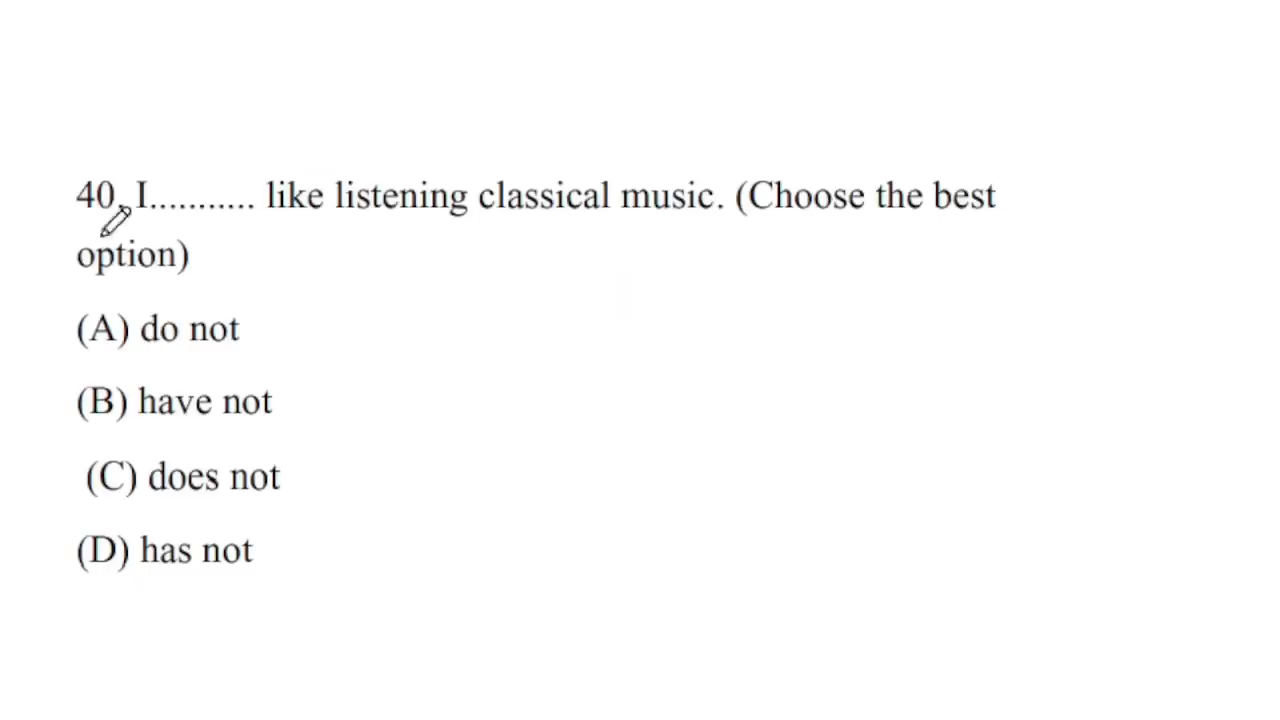 40. I........... like listening classical music. (Choose the best
option)
(A) do not
(B) have not
(C) does not
(D) has not